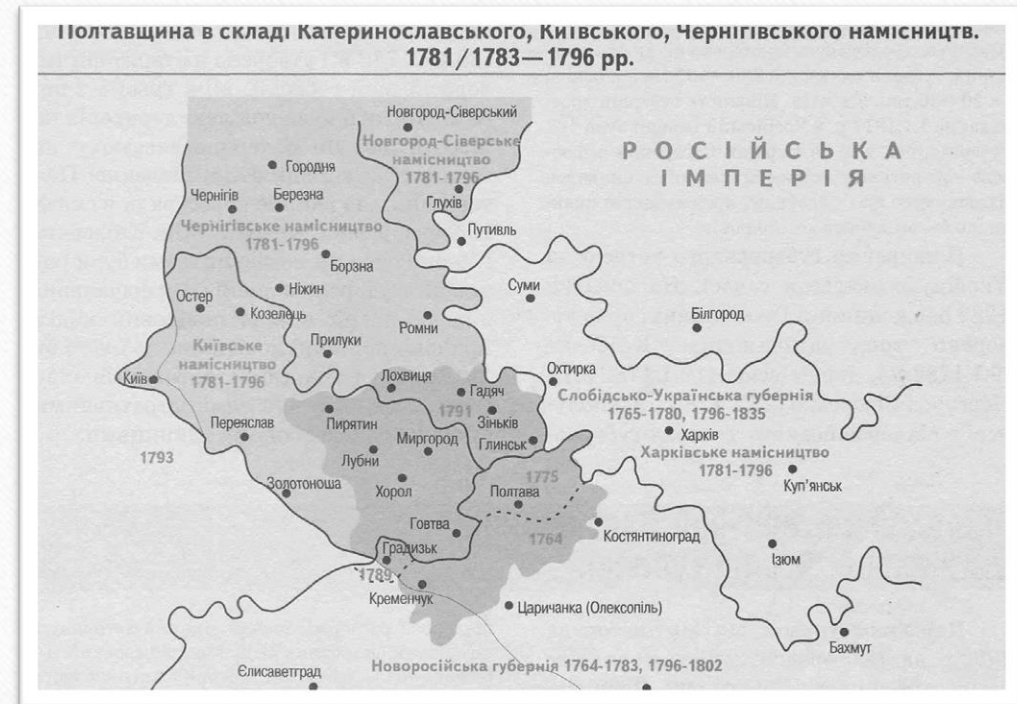 Полтавщина в складі Катеринославського, Київського, Чернігівського намісництв.
1781/1783—1796 рр.
Новгород-Сіверський
Новгород-Сіверське
намісництво
1781-1796
РОСІЙСЬКА
ІМПЕРІЯ
Городня
Чернігів
Березна
Глухів
Чернігівське намісництво
1781-1796
Путивль
Борзна
Остер
Ніжин
Козелець
Суми
Ромни
Білгород
Київське
намісництво
1781-1796
Прилуки
Київ
Лохвиця
Гадяч
Охтирка
1791
Зіньків
Слобідсько-Українська губернія
1765-1780, 1796-1835
Переяслав
Пирятин
Миргород
Глинськ
Харків
Харківське намісництво
1781-1796
1793
Лубни
Куп'янськ
Золотоноша
Хорол
1775
Полтава
Говтва
1764
Костянтиноград
Градизьк
Ізюм
1789
Кременчук
Царичанка (Олексопіль)
Бахмут
Новоросійська губернія 1764-1783, 1796-1802
Єлисаветград